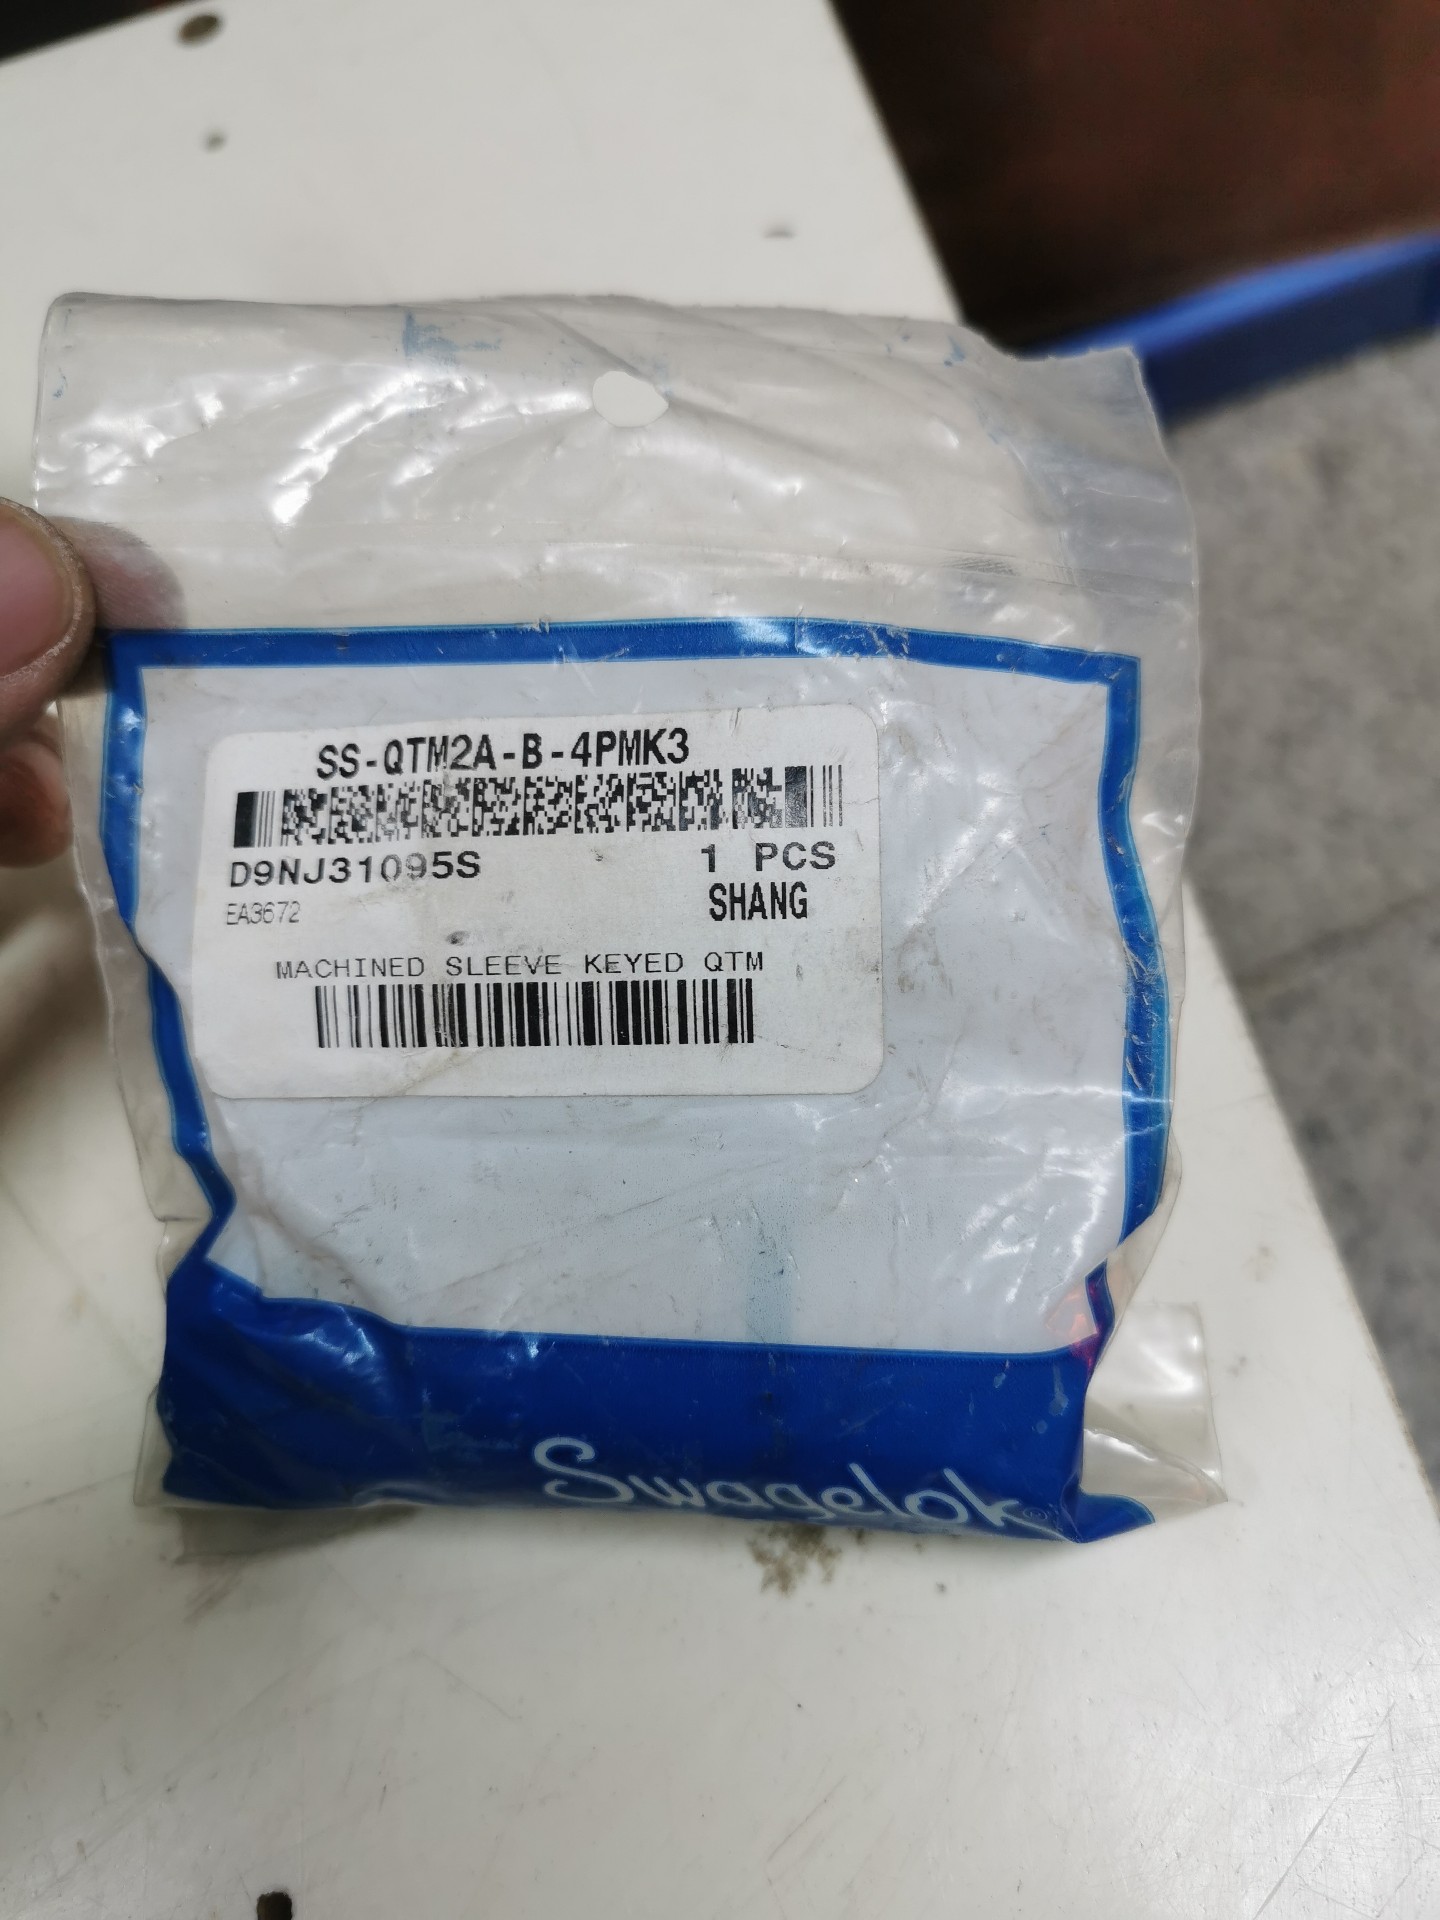 SS-QTM2A-B-4PMK3
D9NJ31095S 1 PCS
EA3672 SHANG
MACHINED SLEEVE KEYED QTM
Swagelok®